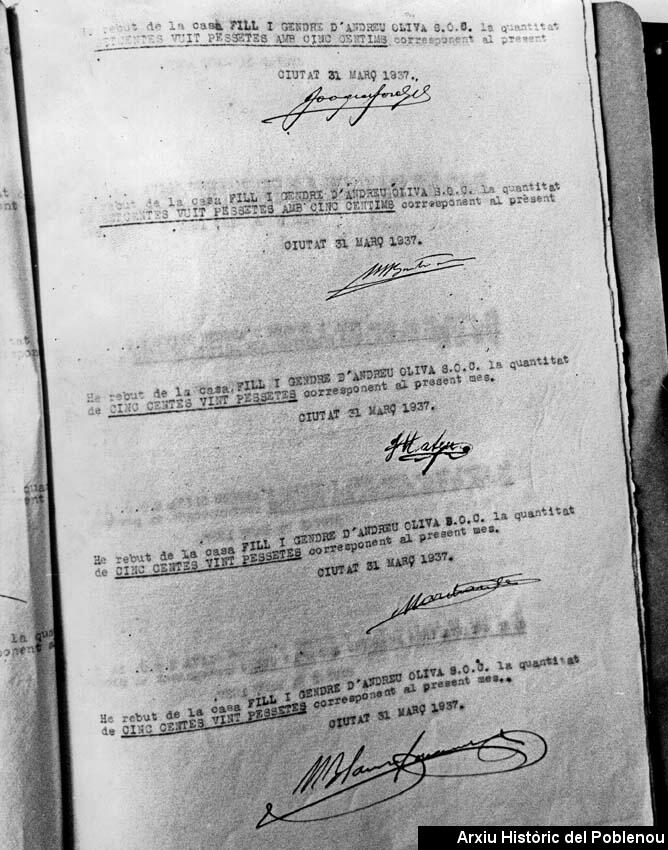 He rebut de la casa FILL I GENDRE D'ANDREU OLIVA S.O.C. la quantitat
CENTES VUIT PESSETES AMB CINC CENTIMS corresponent al present
CIUTAT 31 MARÇ 1937.,
rebut de la casa FILL I GENDRE D'ANDREU OLIVA S.O.C. la quantitat
CENTES VUIT PESSETES AMB CINC CENTIMS corresponent al present
CIUTAT 31 MARÇ 1937.
He rebut de la casa FILL I GENDRE D'ANDREU OLIVA S.O.C. la quantitat
de CINC CENTES VINT PESSETES corresponent al present mes.
CIUTAT 31 MARÇ 1937.
He rebut de la casa FILL I GENDRE D'ANDREU OLIVA S.O.C. la quantitat
de CINC CENTES VINT PESSETES corresponent al present mes.
CIUTAT 31 MARÇ 1937.
He rebut de la casa FILL I GENDRE D'ANDREU OLIVA S.O.C. la quantitat
de CINC CENTES VINT PESSETES corresponent al present mes..
CIUTAT 31 MARÇ 1937.
Arxiu Històric del Poblenou